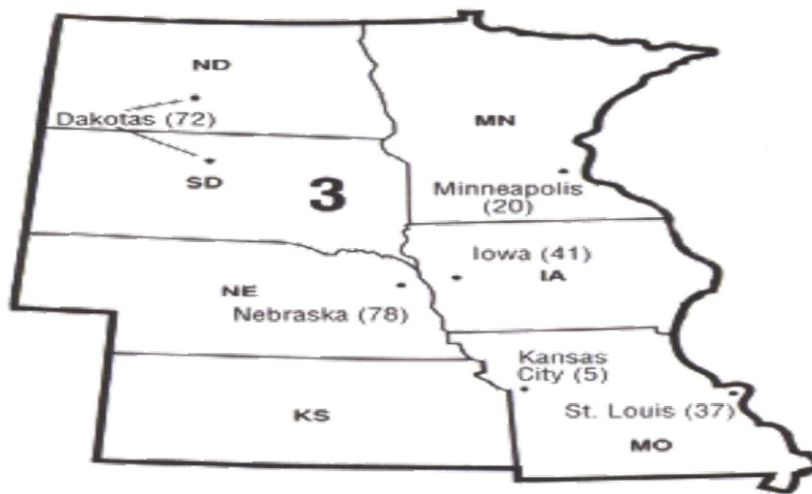 ND
Dakotas (72)
MN
SD
3
Minneapolis
(20)
Iowa (41)
IA
NE
Nebraska (78)
Kansas
City (5)
KS
St. Louis (37)
MO